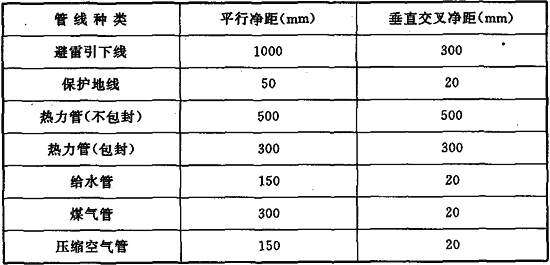 管线种类 平行净距(mm) 垂直交叉净距(mm)
避雷引下线 1000 300
保护地线 50 20
热力管(不包封) 500 500
热力管(包封) 300 300
给水管 150 20
煤气管 300 20
压缩空气管 150 20